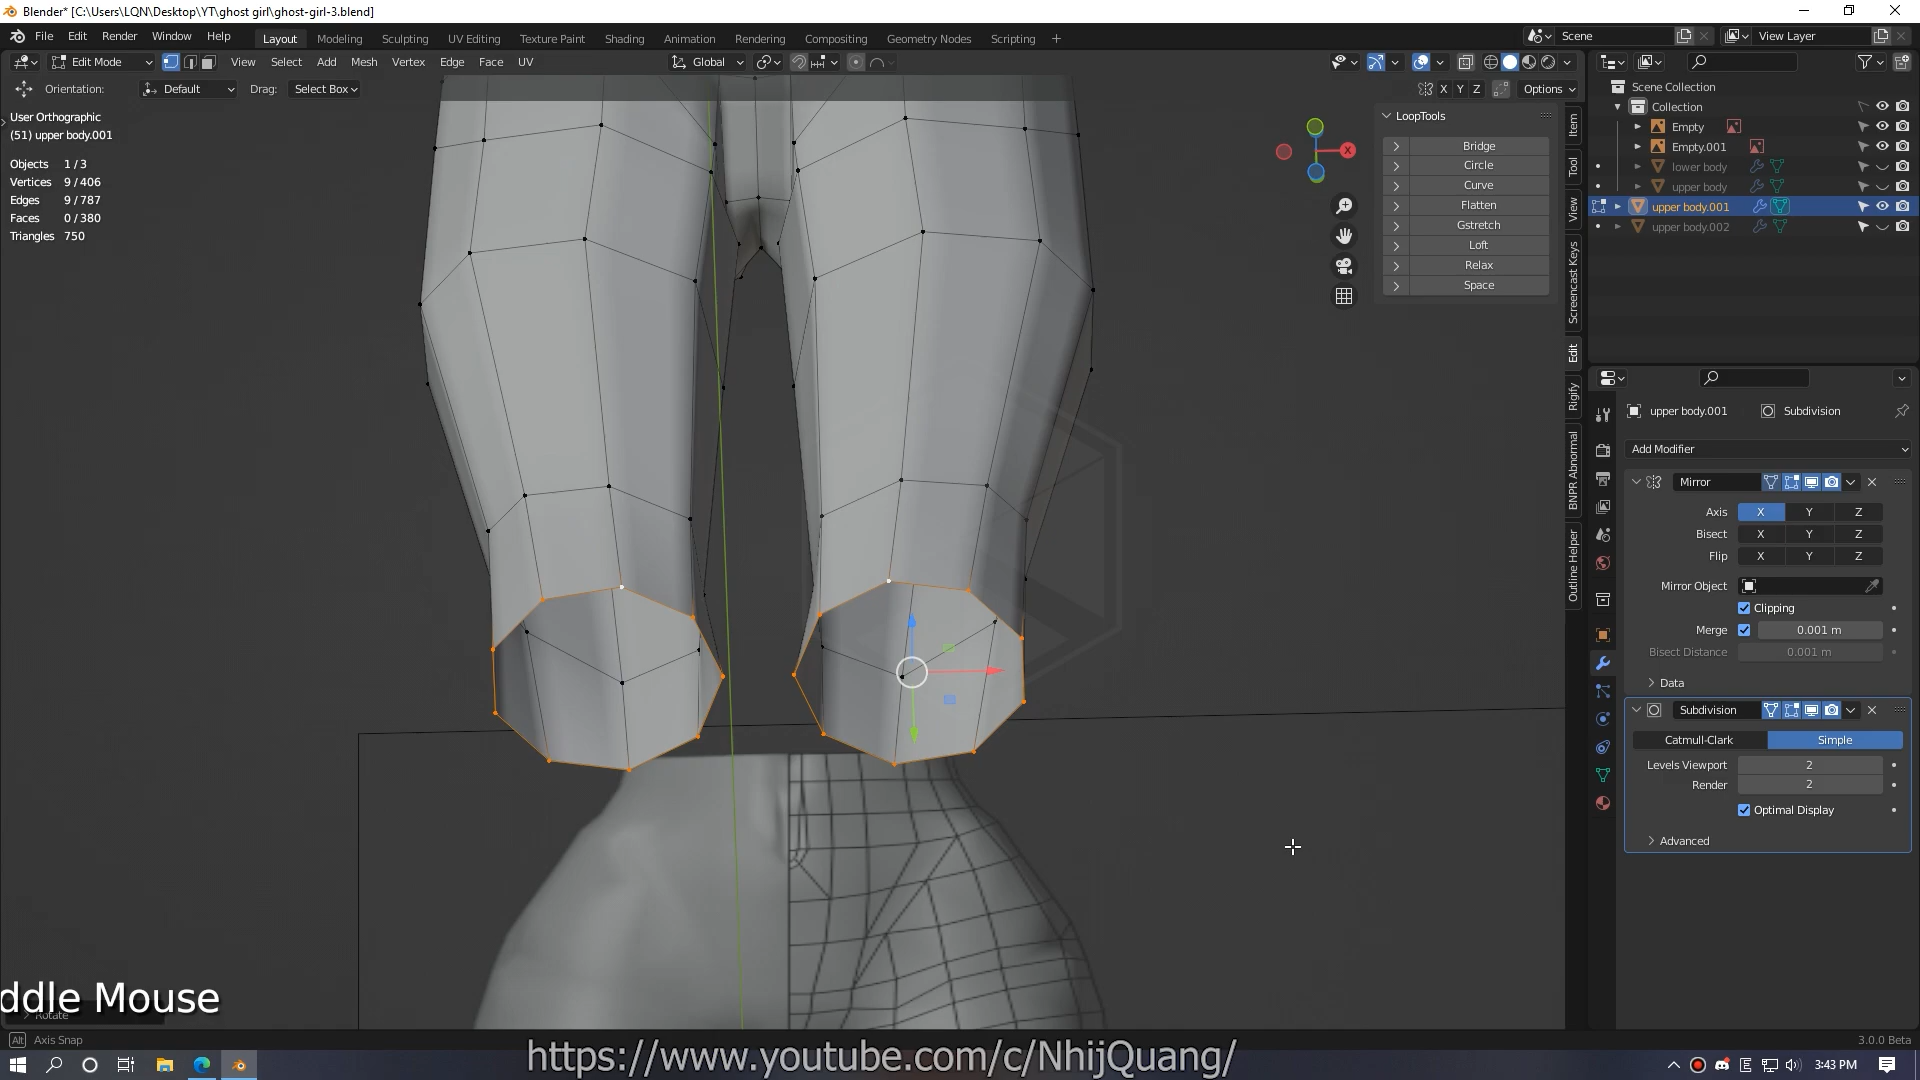 Blender* [C:\Users\LQN\Desktop\YT\ghost girl\ghost-girl-3.blend]
File Edit Render Window Help
Layout Modeling Sculpting UV Editing Texture Paint Shading Animation Rendering Compositing Geometry Nodes Scripting +
Scene View Layer
Edit Mode View Select Add Mesh Vertex Edge Face UV Global
Orientation: Default Drag: Select Box X Y Z Options
User Orthographic
(51) upper body.001
Objects 1 / 3
Vertices 9 / 406
Edges 9 / 787
Faces 0 / 380
Triangles 750
X
LoopTools
Bridge
Circle
Curve
Flatten
Gstretch
Loft
Relax
Space
Item
Tool
View
Screencast Keys
Edit
Rigify
BNPR Abnormal
Outline Helper
Scene Collection
Collection
Empty
Empty.001
lower body
upper body
upper body.001
upper body.002
upper body.001 Subdivision
Add Modifier
Mirror
Axis X Y Z
Bisect X Y Z
Flip X Y Z
Mirror Object
Clipping
Merge 0.001 m
Bisect Distance 0.001 m
Data
Subdivision
Catmull-Clark Simple
Levels Viewport 2
Render 2
Optimal Display
Advanced
ddle Mouse
Rotate
Alt Axis Snap
3.0.0 Beta
https://www.youtube.com/c/NhijQuang/
3:43 PM